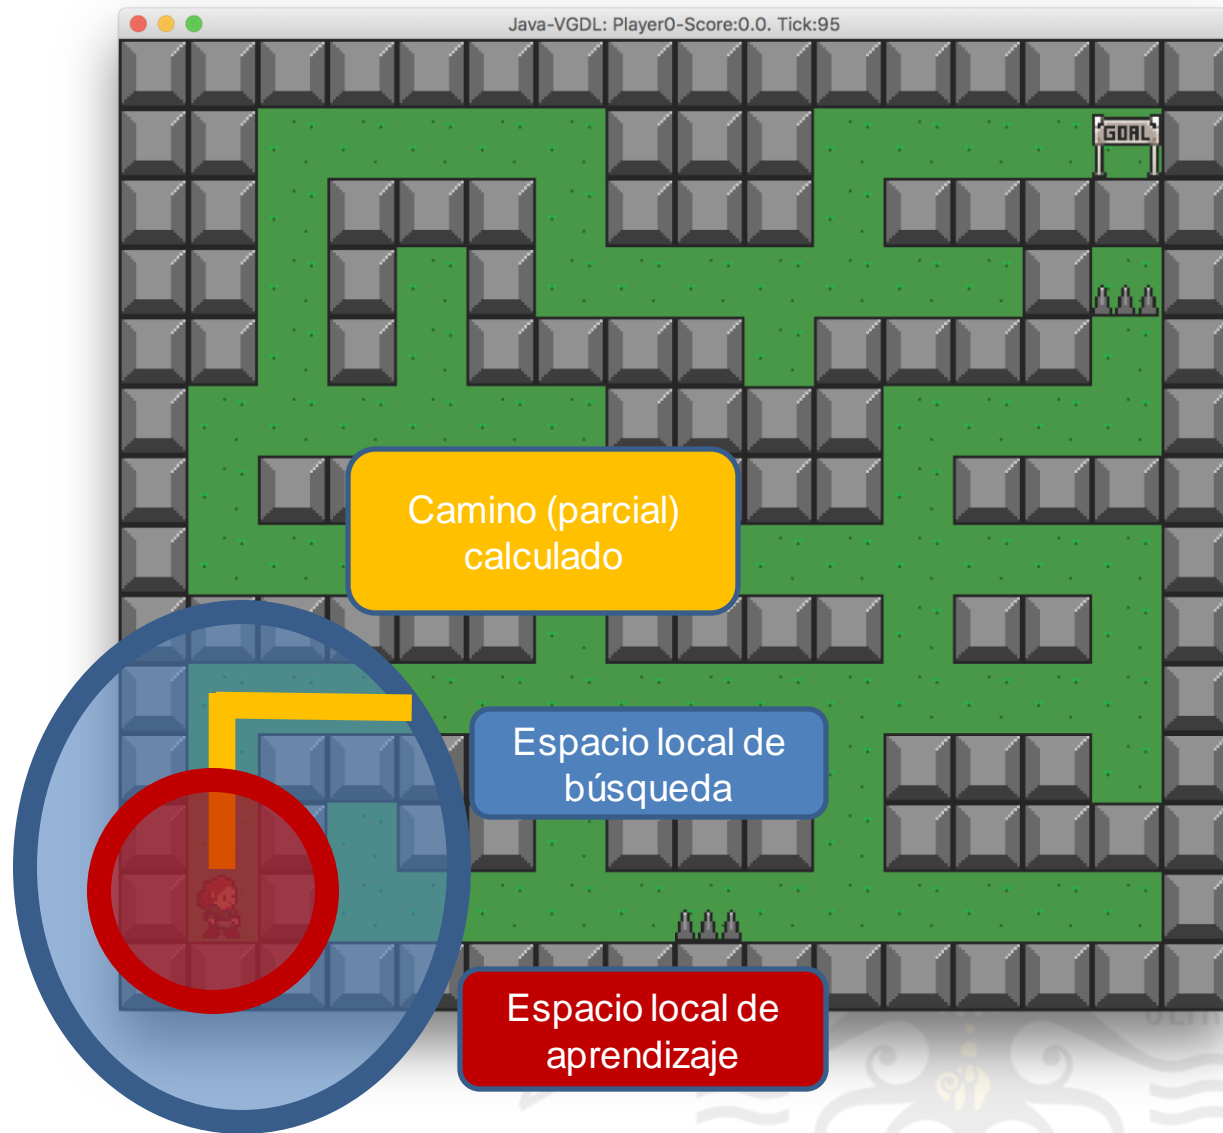 Java-VGDL: Player0-Score:0.0. Tick:95
GOAL
Camino (parcial)
calculado
Espacio local de
búsqueda
Espacio local de
aprendizaje